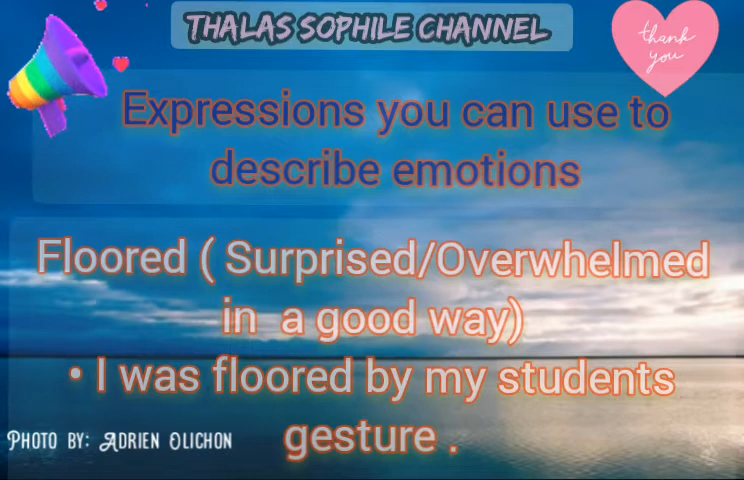 THALAS SOPHILE CHANNEL
thank
you
Expressions you can use to
describe emotions
Floored ( Surprised/Overwhelmed
in a good way)
• I was floored by my students
gesture .
PHOTO BY: ADRIEN OLICHON